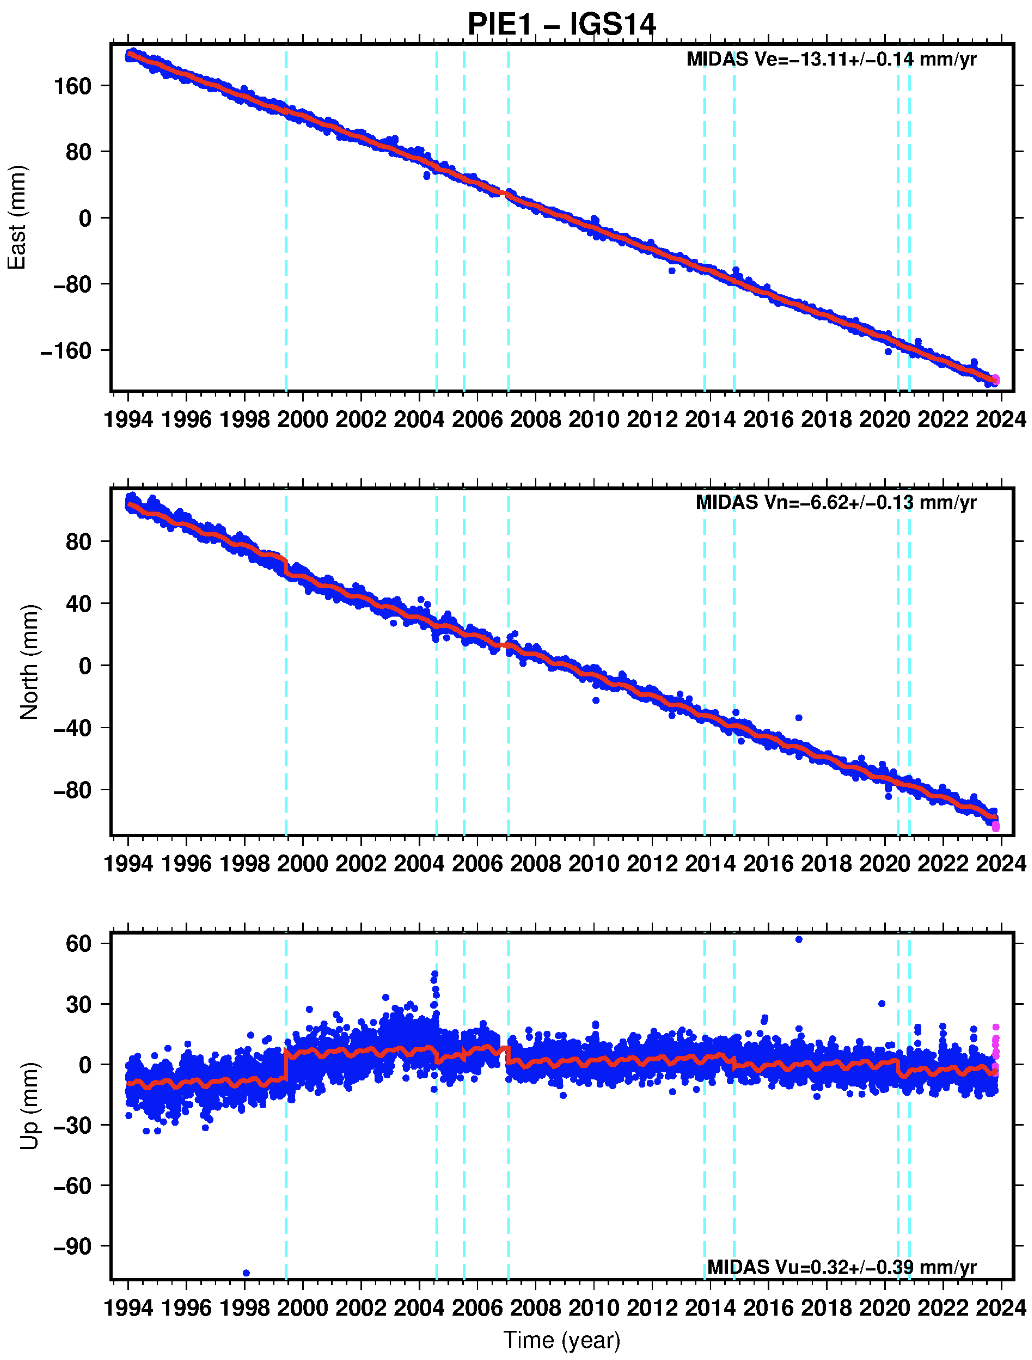 PIE1 − IGS14
MIDAS Ve=−13.11+/−0.14 mm/yr
160
80
0
−80
−160
East (mm)
1994 1996 1998 2000 2002 2004 2006 2008 2010 2012 2014 2016 2018 2020 2022 2024
MIDAS Vn=−6.62+/−0.13 mm/yr
80
40
0
−40
−80
North (mm)
1994 1996 1998 2000 2002 2004 2006 2008 2010 2012 2014 2016 2018 2020 2022 2024
60
30
0
−30
−60
−90
Up (mm)
MIDAS Vu=0.32+/−0.39 mm/yr
1994 1996 1998 2000 2002 2004 2006 2008 2010 2012 2014 2016 2018 2020 2022 2024
Time (year)